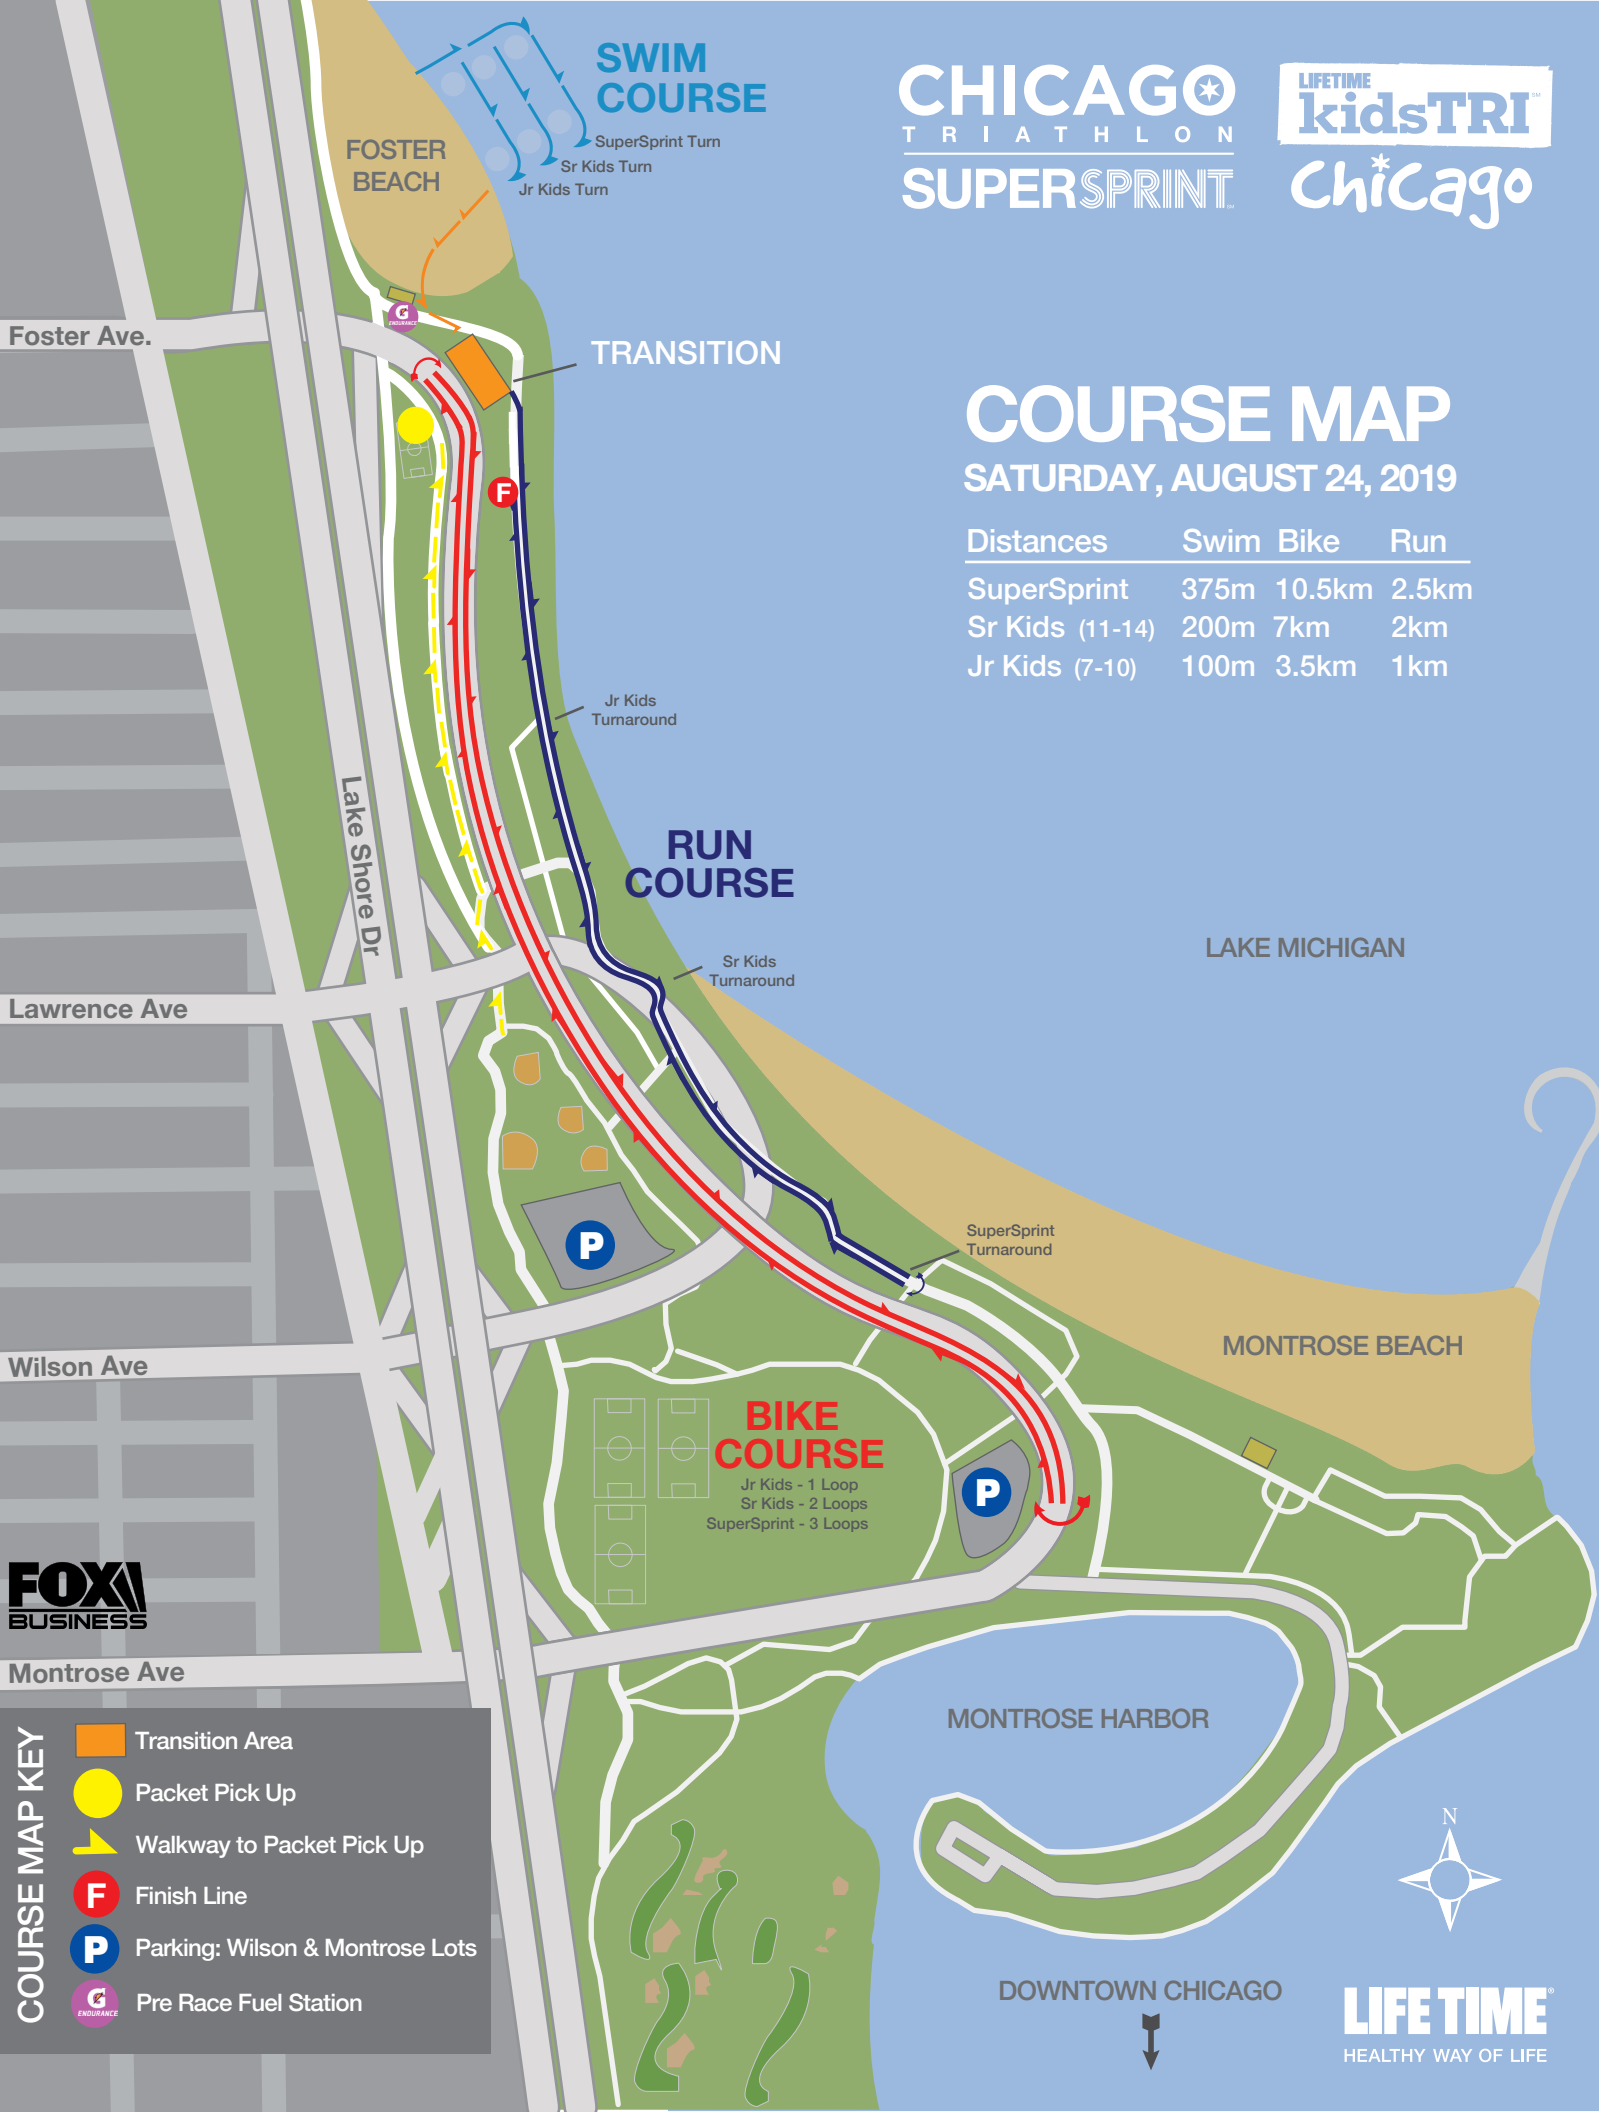 SWIM
COURSE
SuperSprint Turn
Sr Kids Turn
Jr Kids Turn
FOSTER
BEACH
CHICAGO
TRIATHLON
SUPERSPRINT
LIFETIME
kidsTRI
SM
Chicago
G
ENDURANCE
Foster Ave.
TRANSITION
COURSE MAP
SATURDAY, AUGUST 24, 2019
Distances Swim Bike Run
SuperSprint 375m 10.5km 2.5km
Sr Kids (11-14) 200m 7km 2km
Jr Kids (7-10) 100m 3.5km 1km
F
Jr Kids
Turnaround
Lake Shore Dr
RUN
COURSE
LAKE MICHIGAN
Sr Kids
Turnaround
Lawrence Ave
P
SuperSprint
Turnaround
MONTROSE BEACH
Wilson Ave
BIKE
COURSE
Jr Kids - 1 Loop
Sr Kids - 2 Loops
SuperSprint - 3 Loops
P
FOX
BUSINESS
Montrose Ave
MONTROSE HARBOR
COURSE MAP KEY
Transition Area
Packet Pick Up
Walkway to Packet Pick Up
F Finish Line
P Parking: Wilson & Montrose Lots
G
ENDURANCE
Pre Race Fuel Station
N
DOWNTOWN CHICAGO
LIFE TIME®
HEALTHY WAY OF LIFE